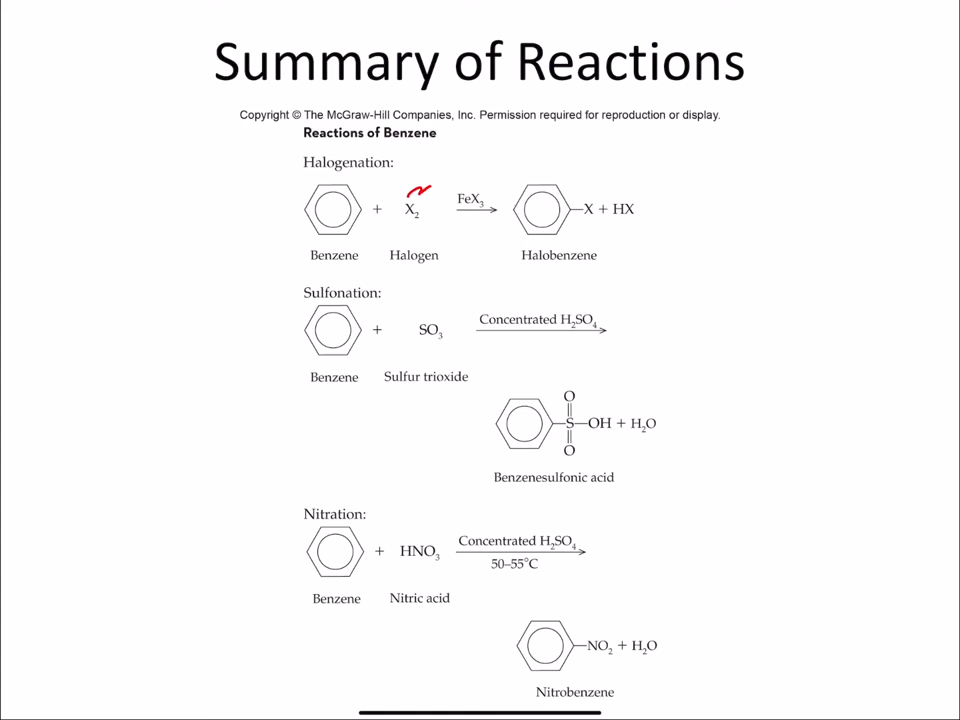 Summary of Reactions
Copyright © The McGraw-Hill Companies, Inc. Permission required for reproduction or display.
Reactions of Benzene
Halogenation:
+ X₂ FeX₃ —X + HX
Benzene Halogen Halobenzene
Sulfonation:
+ SO₃ Concentrated H₂SO₄
Benzene Sulfur trioxide
O
—S—OH + H₂O
O
Benzenesulfonic acid
Nitration:
+ HNO₃ Concentrated H₂SO₄
50–55°C
Benzene Nitric acid
—NO₂ + H₂O
Nitrobenzene